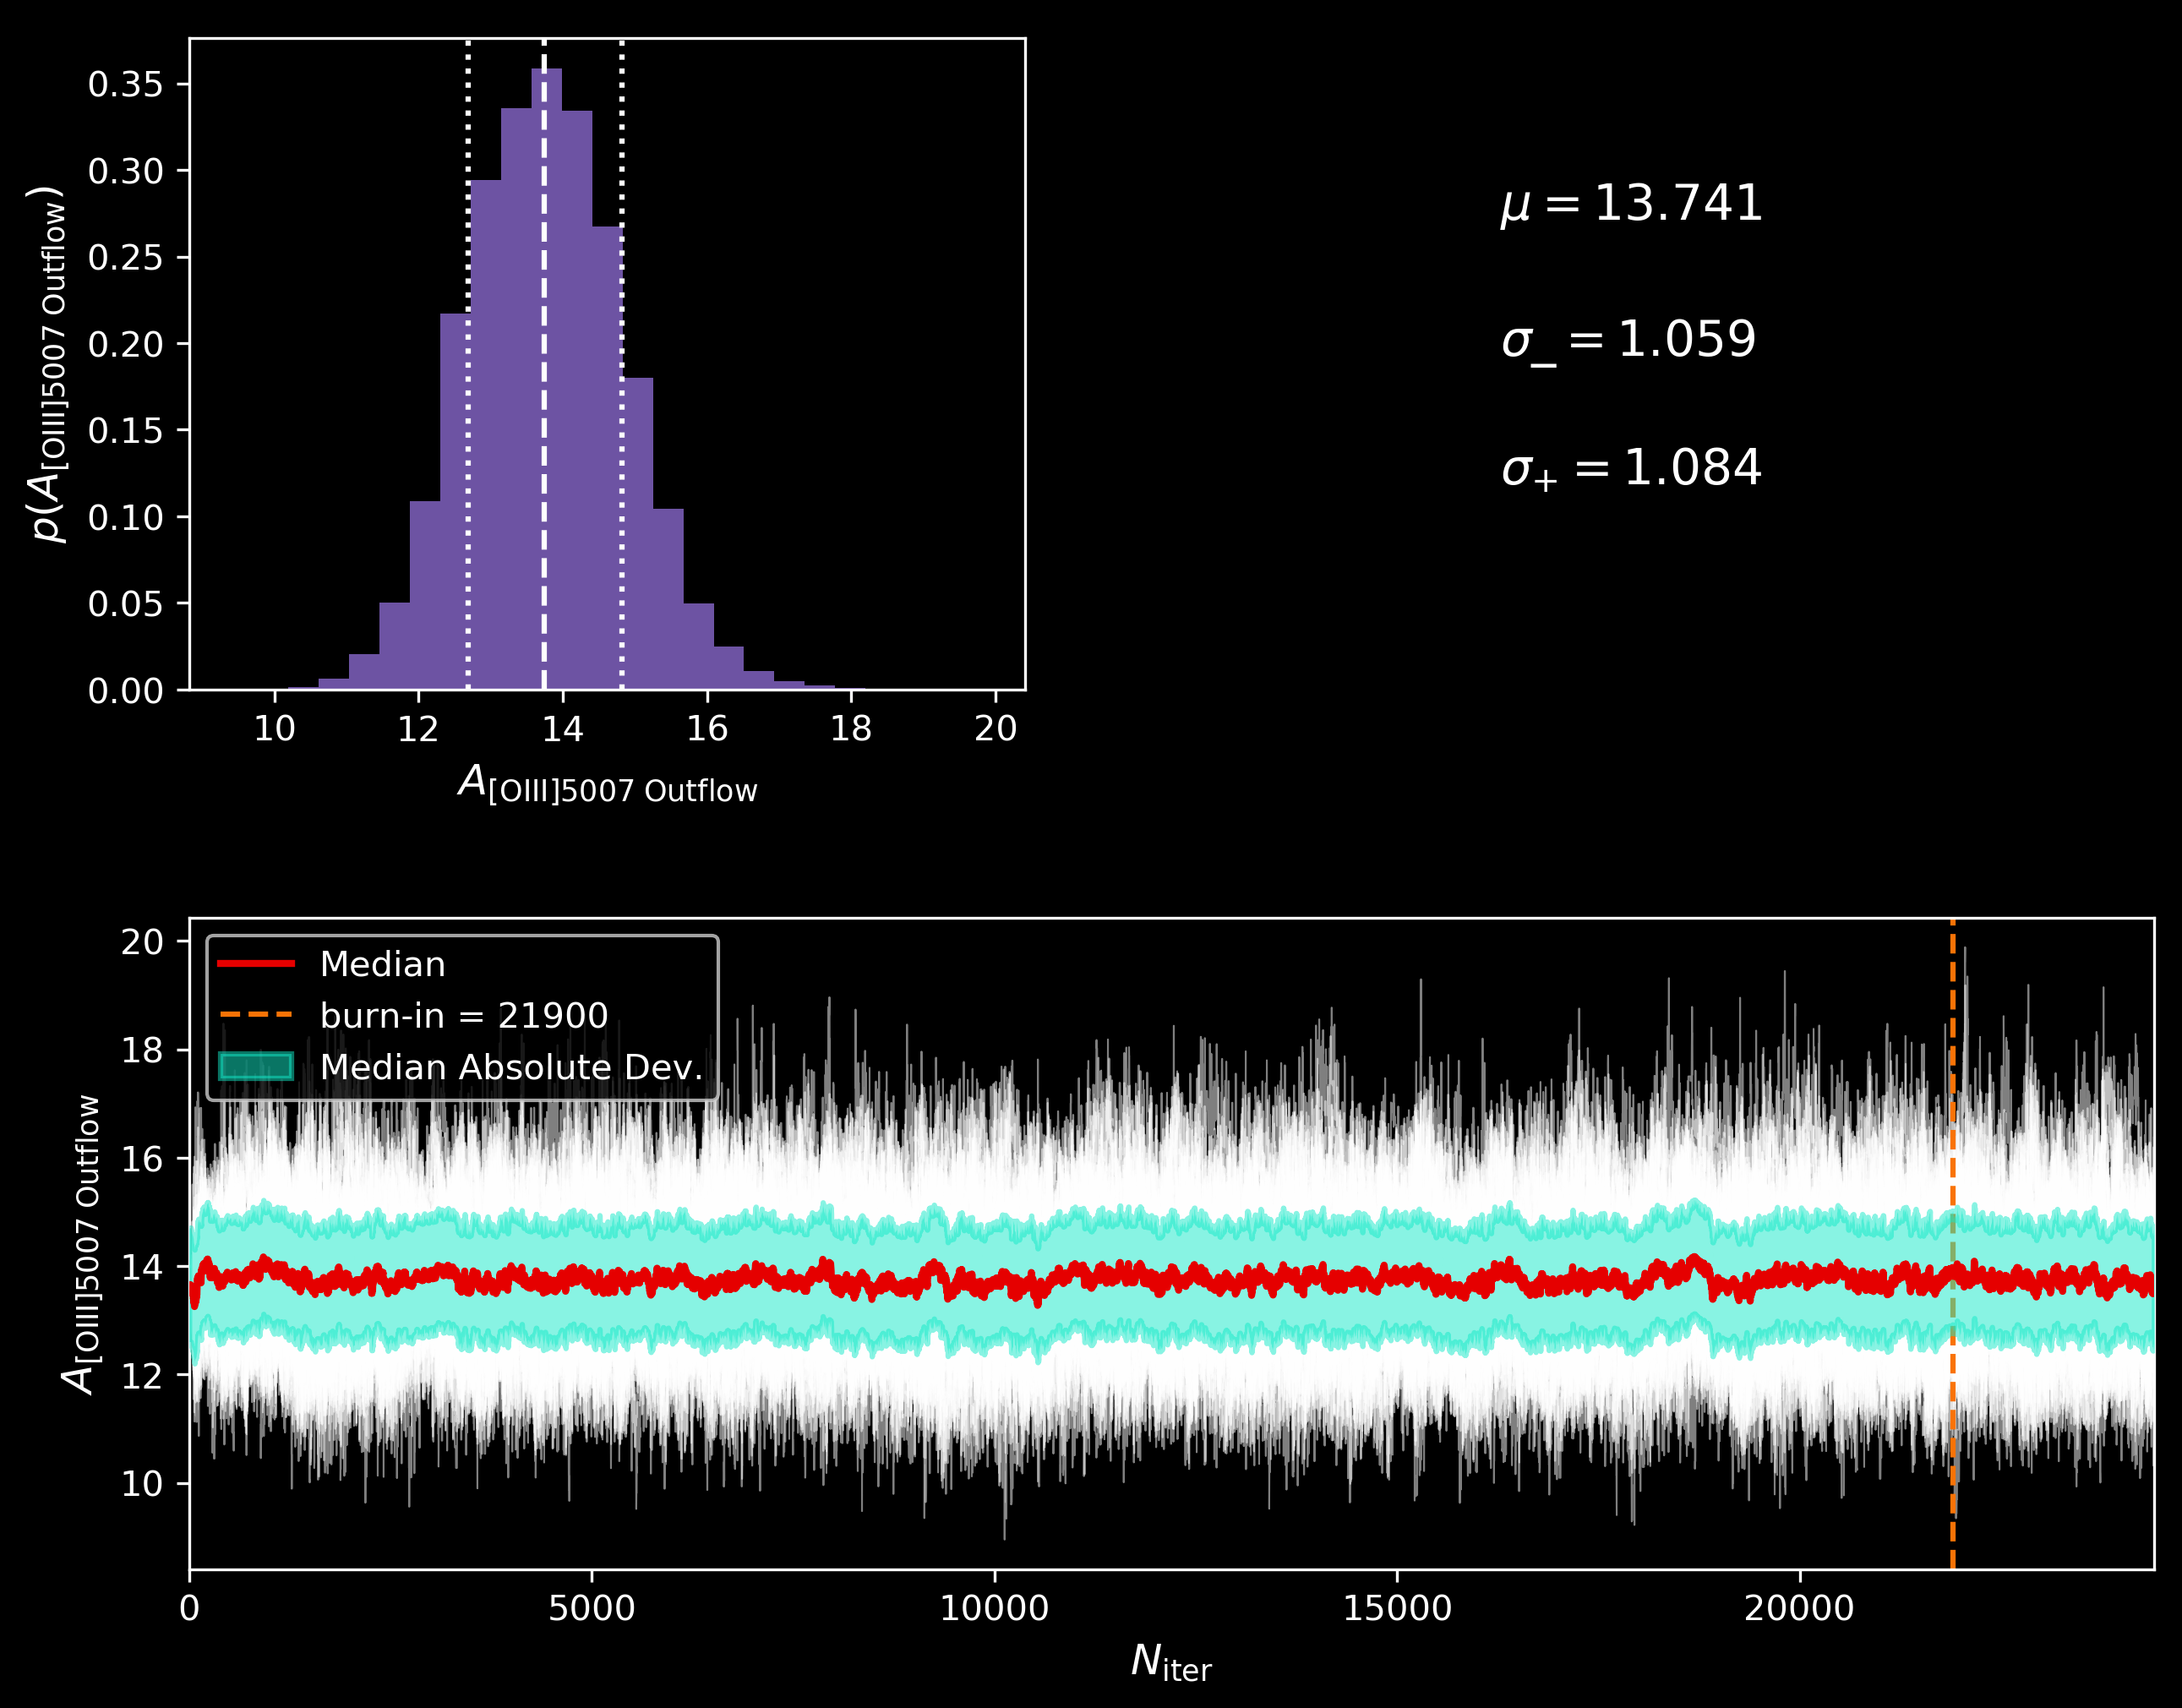 0.35
0.30
0.25
0.20
0.15
0.10
0.05
0.00
p(A[OIII]5007 Outflow)
10 12 14 16 18 20
A[OIII]5007 Outflow
μ = 13.741
σ− = 1.059
σ+ = 1.084
20
18
16
14
12
10
A[OIII]5007 Outflow
Median
burn-in = 21900
Median Absolute Dev.
0 5000 10000 15000 20000
Niter